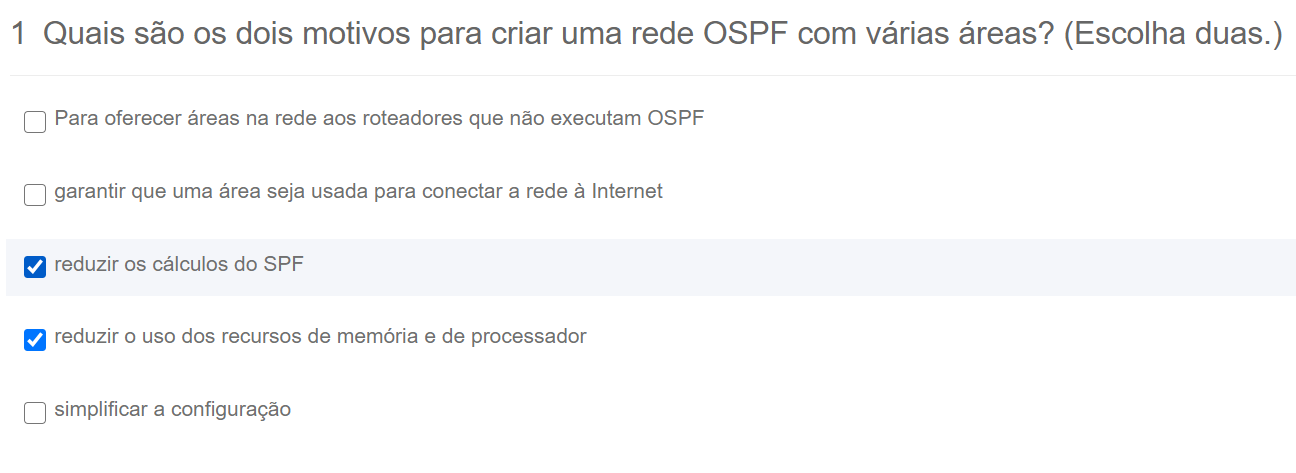 1 Quais são os dois motivos para criar uma rede OSPF com várias áreas? (Escolha duas.)
Para oferecer áreas na rede aos roteadores que não executam OSPF
garantir que uma área seja usada para conectar a rede à Internet
reduzir os cálculos do SPF
reduzir o uso dos recursos de memória e de processador
simplificar a configuração